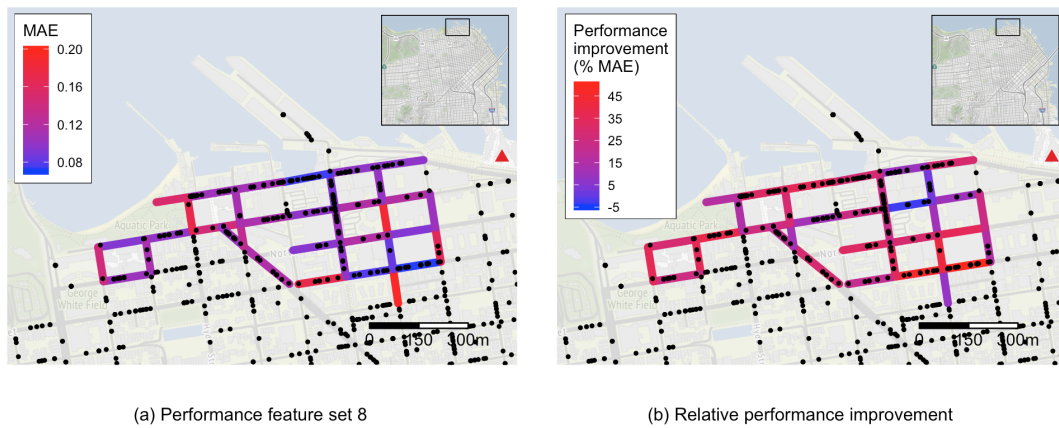 MAE
0.20
0.16
0.12
0.08
Aquatic Park
George
White Field
0 150 300m
(a) Performance feature set 8
Performance
improvement
(% MAE)
45
35
25
15
5
-5
Aquatic Park
George
White Field
0 150 300m
(b) Relative performance improvement